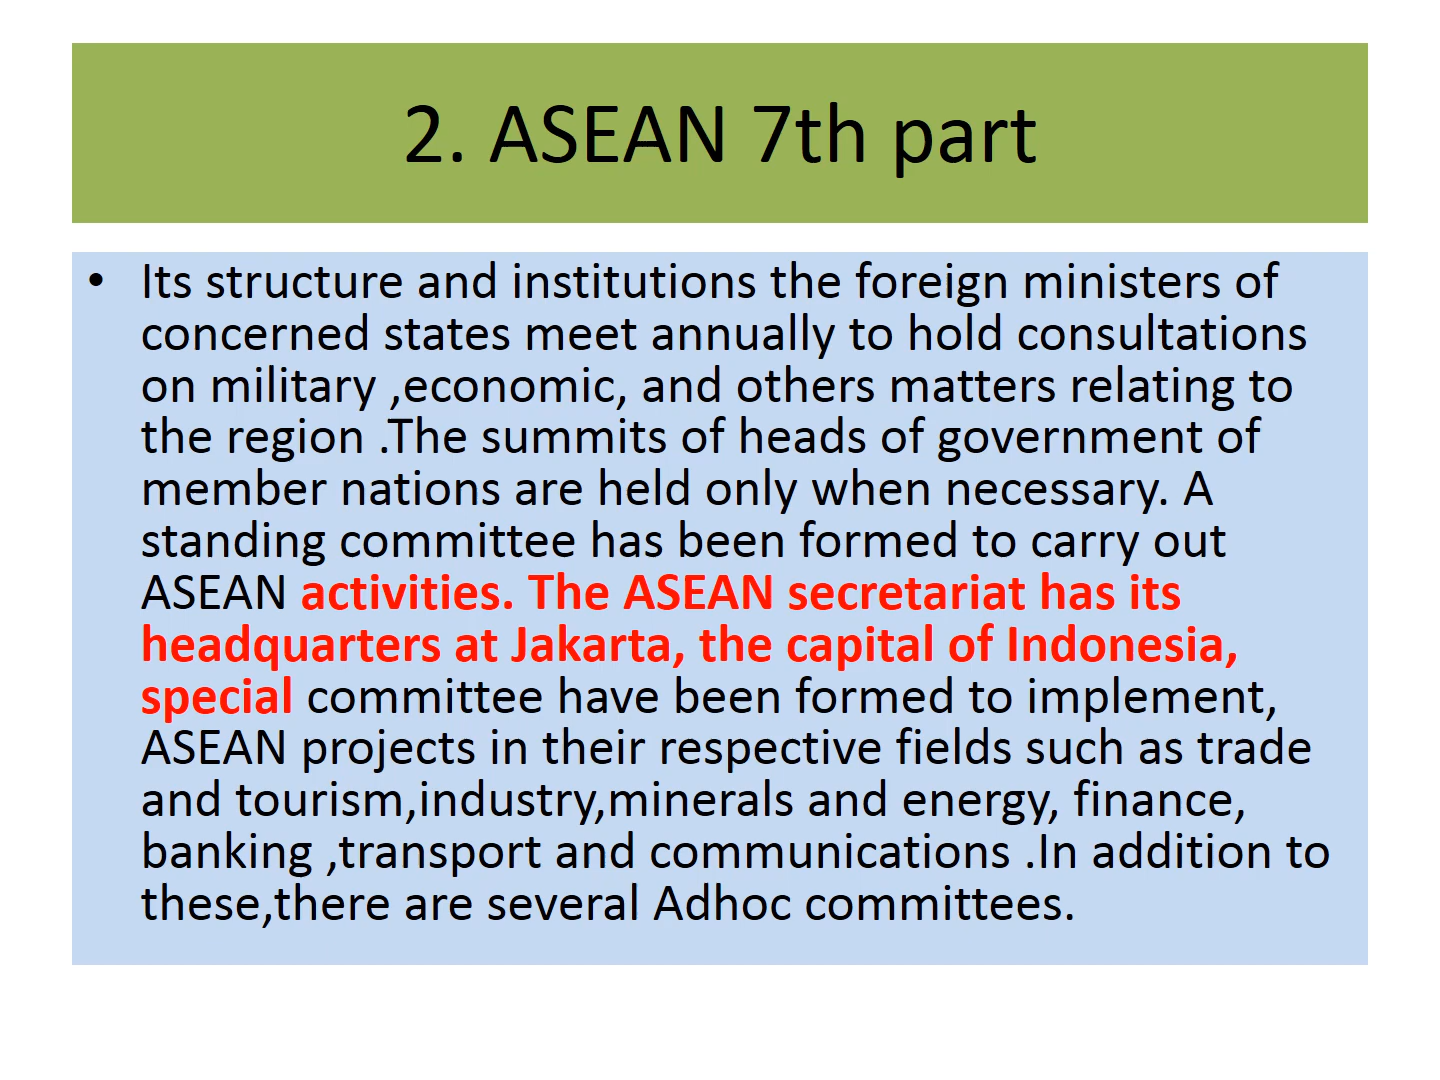 2. ASEAN 7th part
• Its structure and institutions the foreign ministers of
concerned states meet annually to hold consultations
on military ,economic, and others matters relating to
the region .The summits of heads of government of
member nations are held only when necessary. A
standing committee has been formed to carry out
ASEAN activities. The ASEAN secretariat has its
headquarters at Jakarta, the capital of Indonesia,
special committee have been formed to implement,
ASEAN projects in their respective fields such as trade
and tourism,industry,minerals and energy, finance,
banking ,transport and communications .In addition to
these,there are several Adhoc committees.